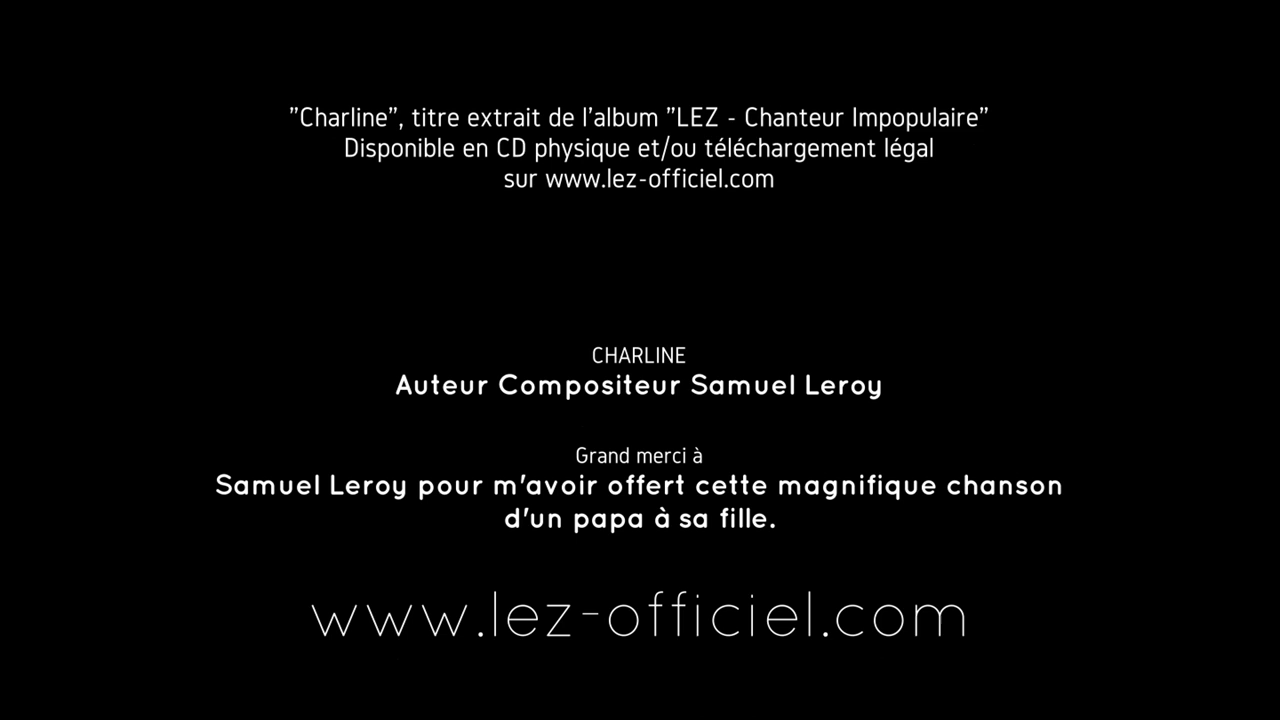 "Charline", titre extrait de l'album "LEZ - Chanteur Impopulaire"
Disponible en CD physique et/ou téléchargement légal
sur www.lez-officiel.com
CHARLINE
Auteur Compositeur Samuel Leroy
Grand merci à
Samuel Leroy pour m'avoir offert cette magnifique chanson
d'un papa à sa fille.
www.lez-officiel.com